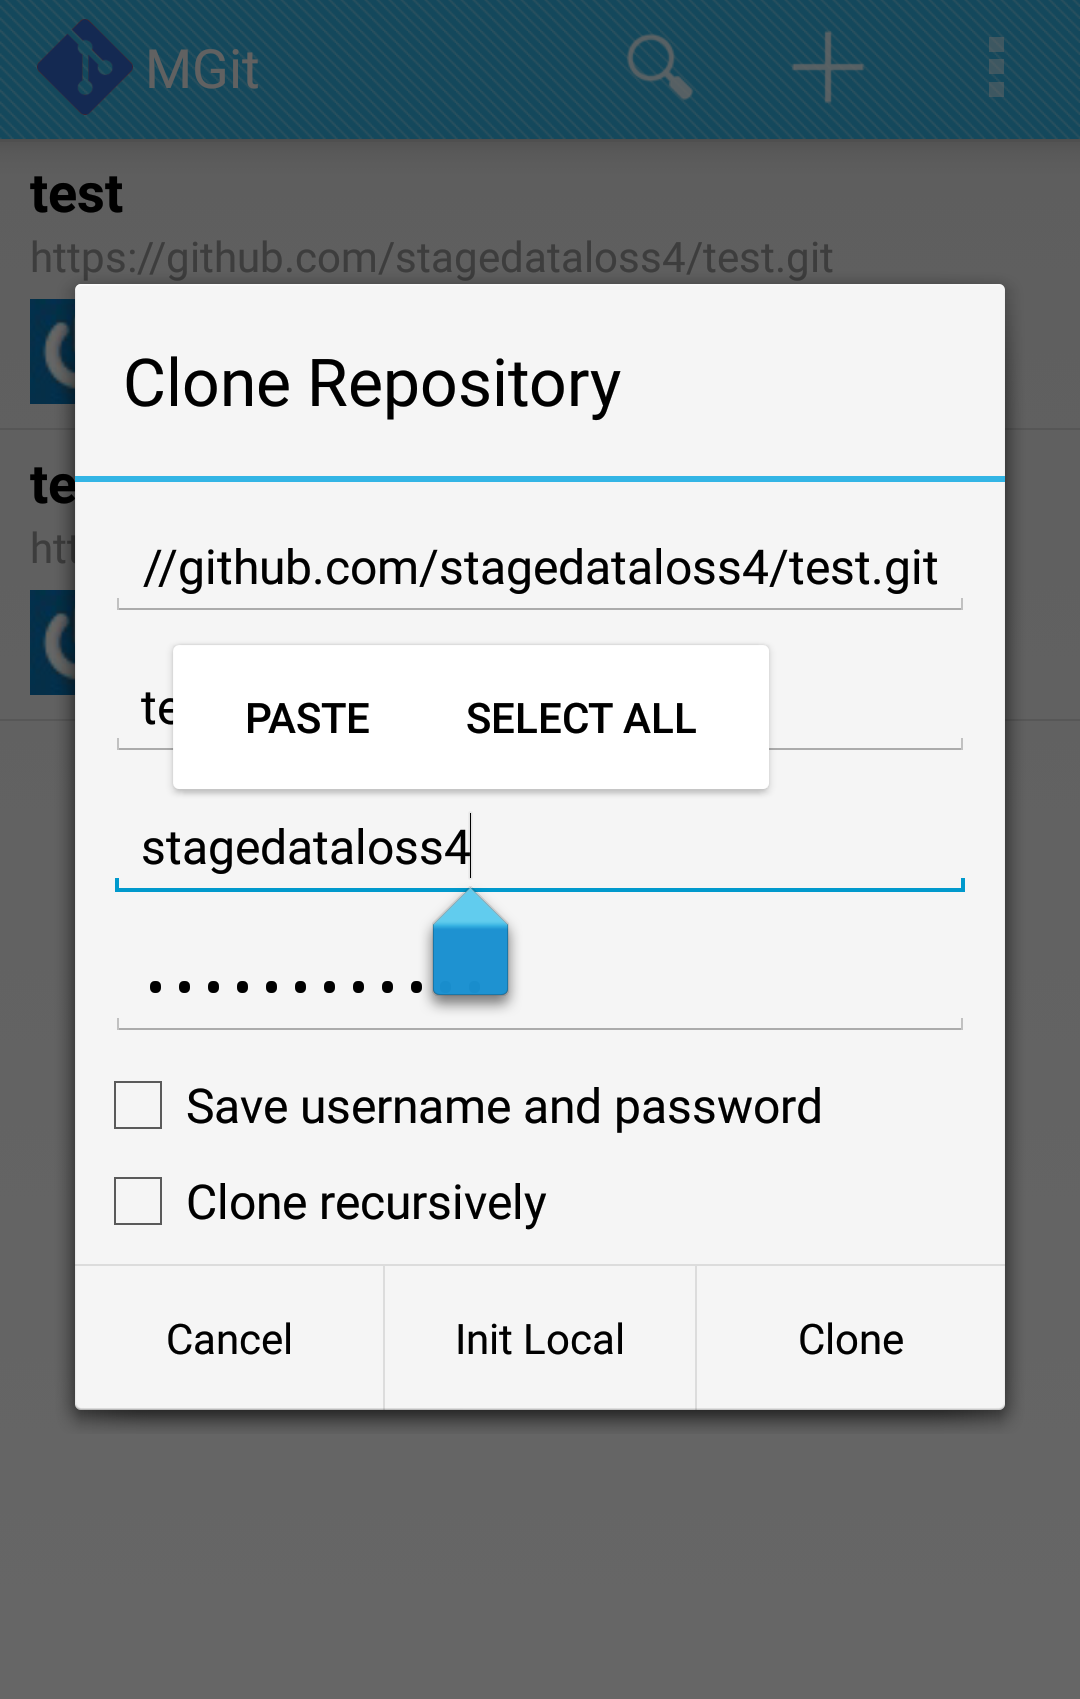 MGit
test
https://github.com/stagedataloss4/test.git
Clone Repository
te
//github.com/stagedataloss4/test.git
ht
te
PASTE SELECT ALL
stagedataloss4
••••••••••••
Save username and password
Clone recursively
Cancel Init Local Clone